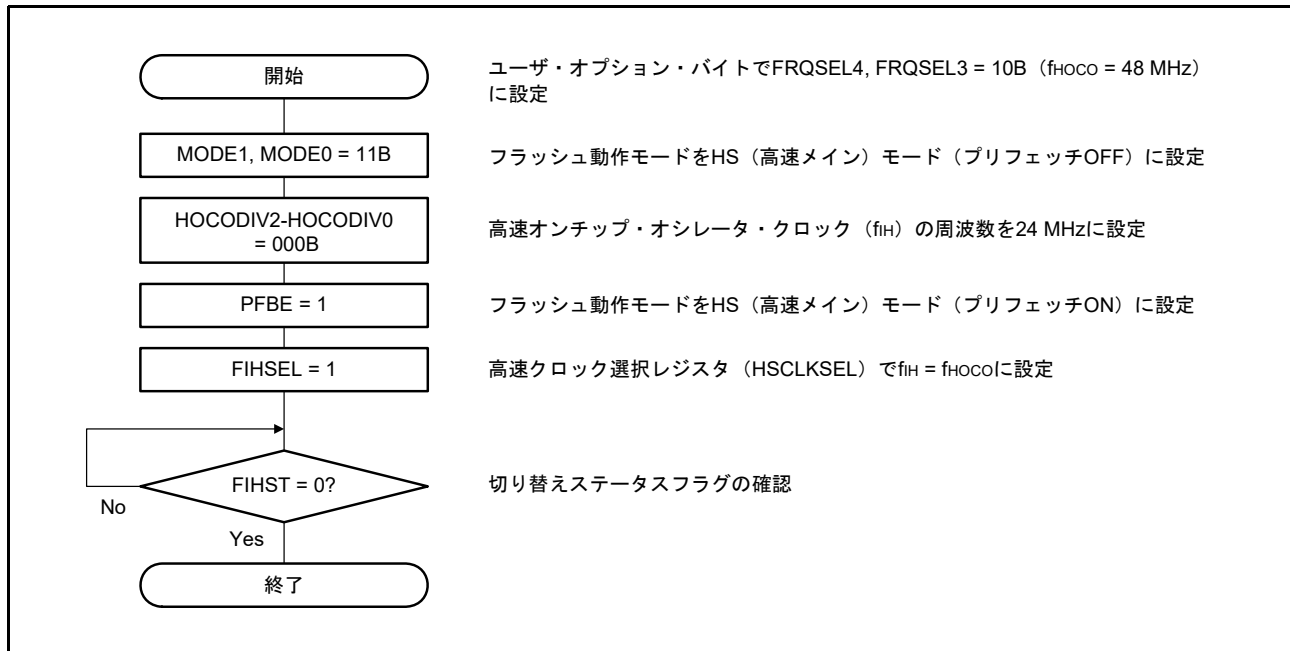 開始
ユーザ・オプション・バイトでFRQSEL4, FRQSEL3 = 10B（fHOCO = 48 MHz）
に設定
MODE1, MODE0 = 11B
フラッシュ動作モードをHS（高速メイン）モード（プリフェッチOFF）に設定
HOCODIV2-HOCODIV0
= 000B
高速オンチップ・オシレータ・クロック（fIH）の周波数を24 MHzに設定
PFBE = 1
フラッシュ動作モードをHS（高速メイン）モード（プリフェッチON）に設定
FIHSEL = 1
高速クロック選択レジスタ（HSCLKSEL）でfIH = fHOCOに設定
FIHST = 0?
切り替えステータスフラグの確認
No
Yes
終了